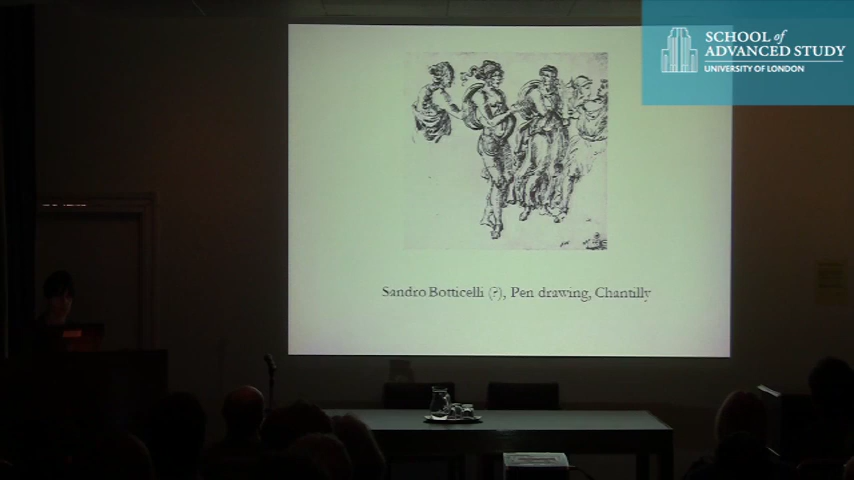 SCHOOL of
ADVANCED STUDY
UNIVERSITY OF LONDON
Sandro Botticelli (?), Pen drawing, Chantilly